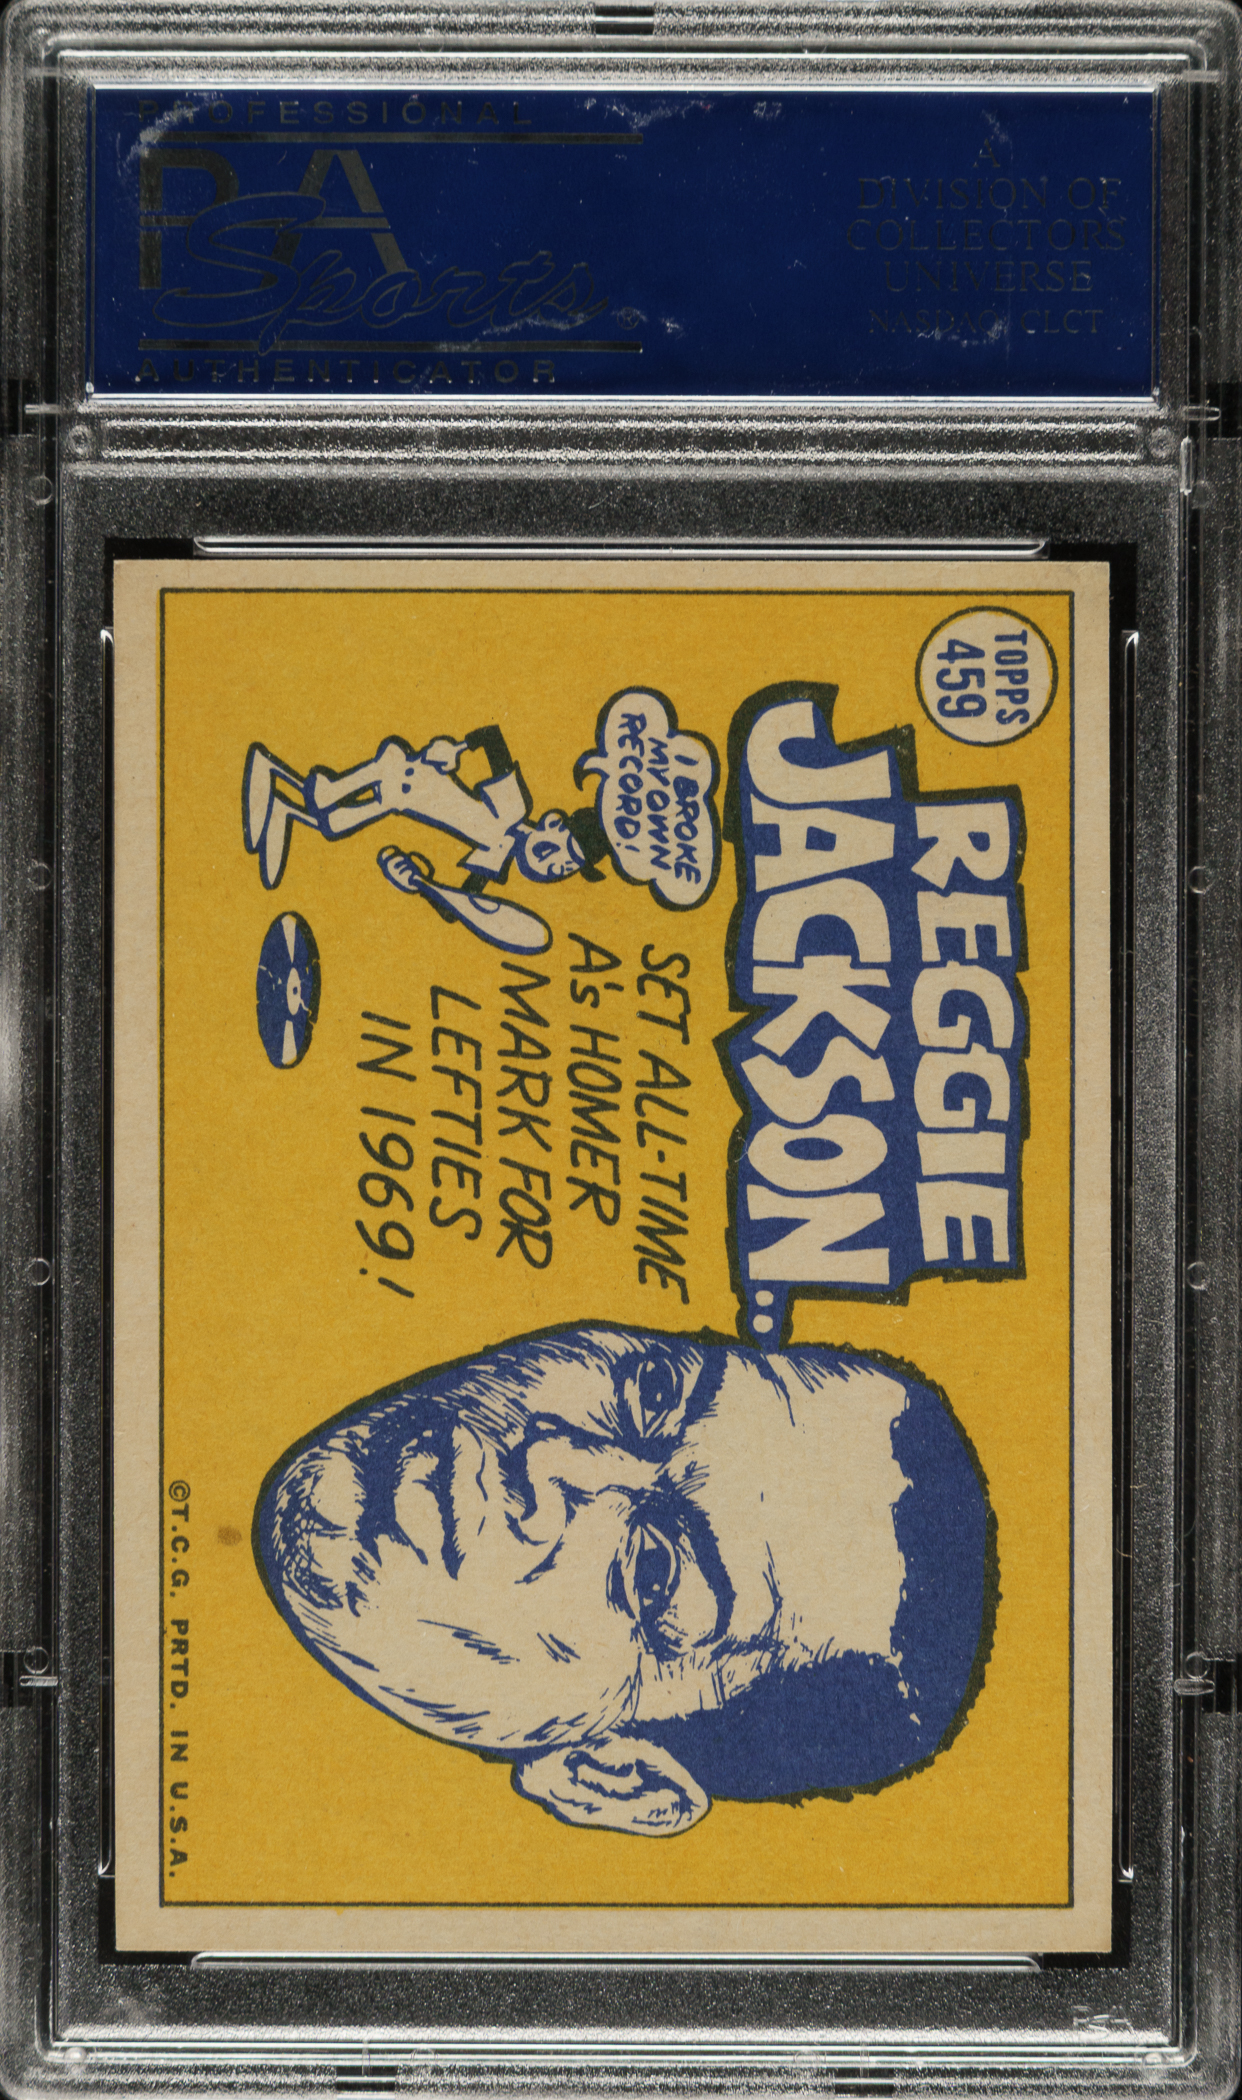 PROFESSIONAL
PSA
Sports®
AUTHENTICATOR
A
DIVISION OF
COLLECTORS
UNIVERSE
NASDAQ: CLCT
TOPPS
459
REGGIE
JACKSON..
I BROKE
MY OWN
RECORD!
SET ALL-TIME
A's HOMER
MARK FOR
LEFTIES
IN 1969!
©T.C.G. PRTD. IN U.S.A.
PSA